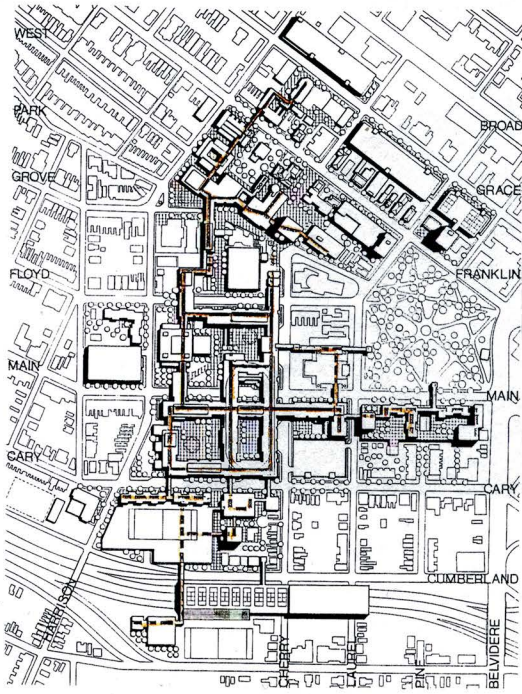 WEST
PARK
BROAD
GROVE
GRACE
FLOYD
FRANKLIN
MAIN
MAIN
CARY
CARY
CUMBERLAND
HARRISON
CHERRY
LAUREL
PINE
BELVIDERE